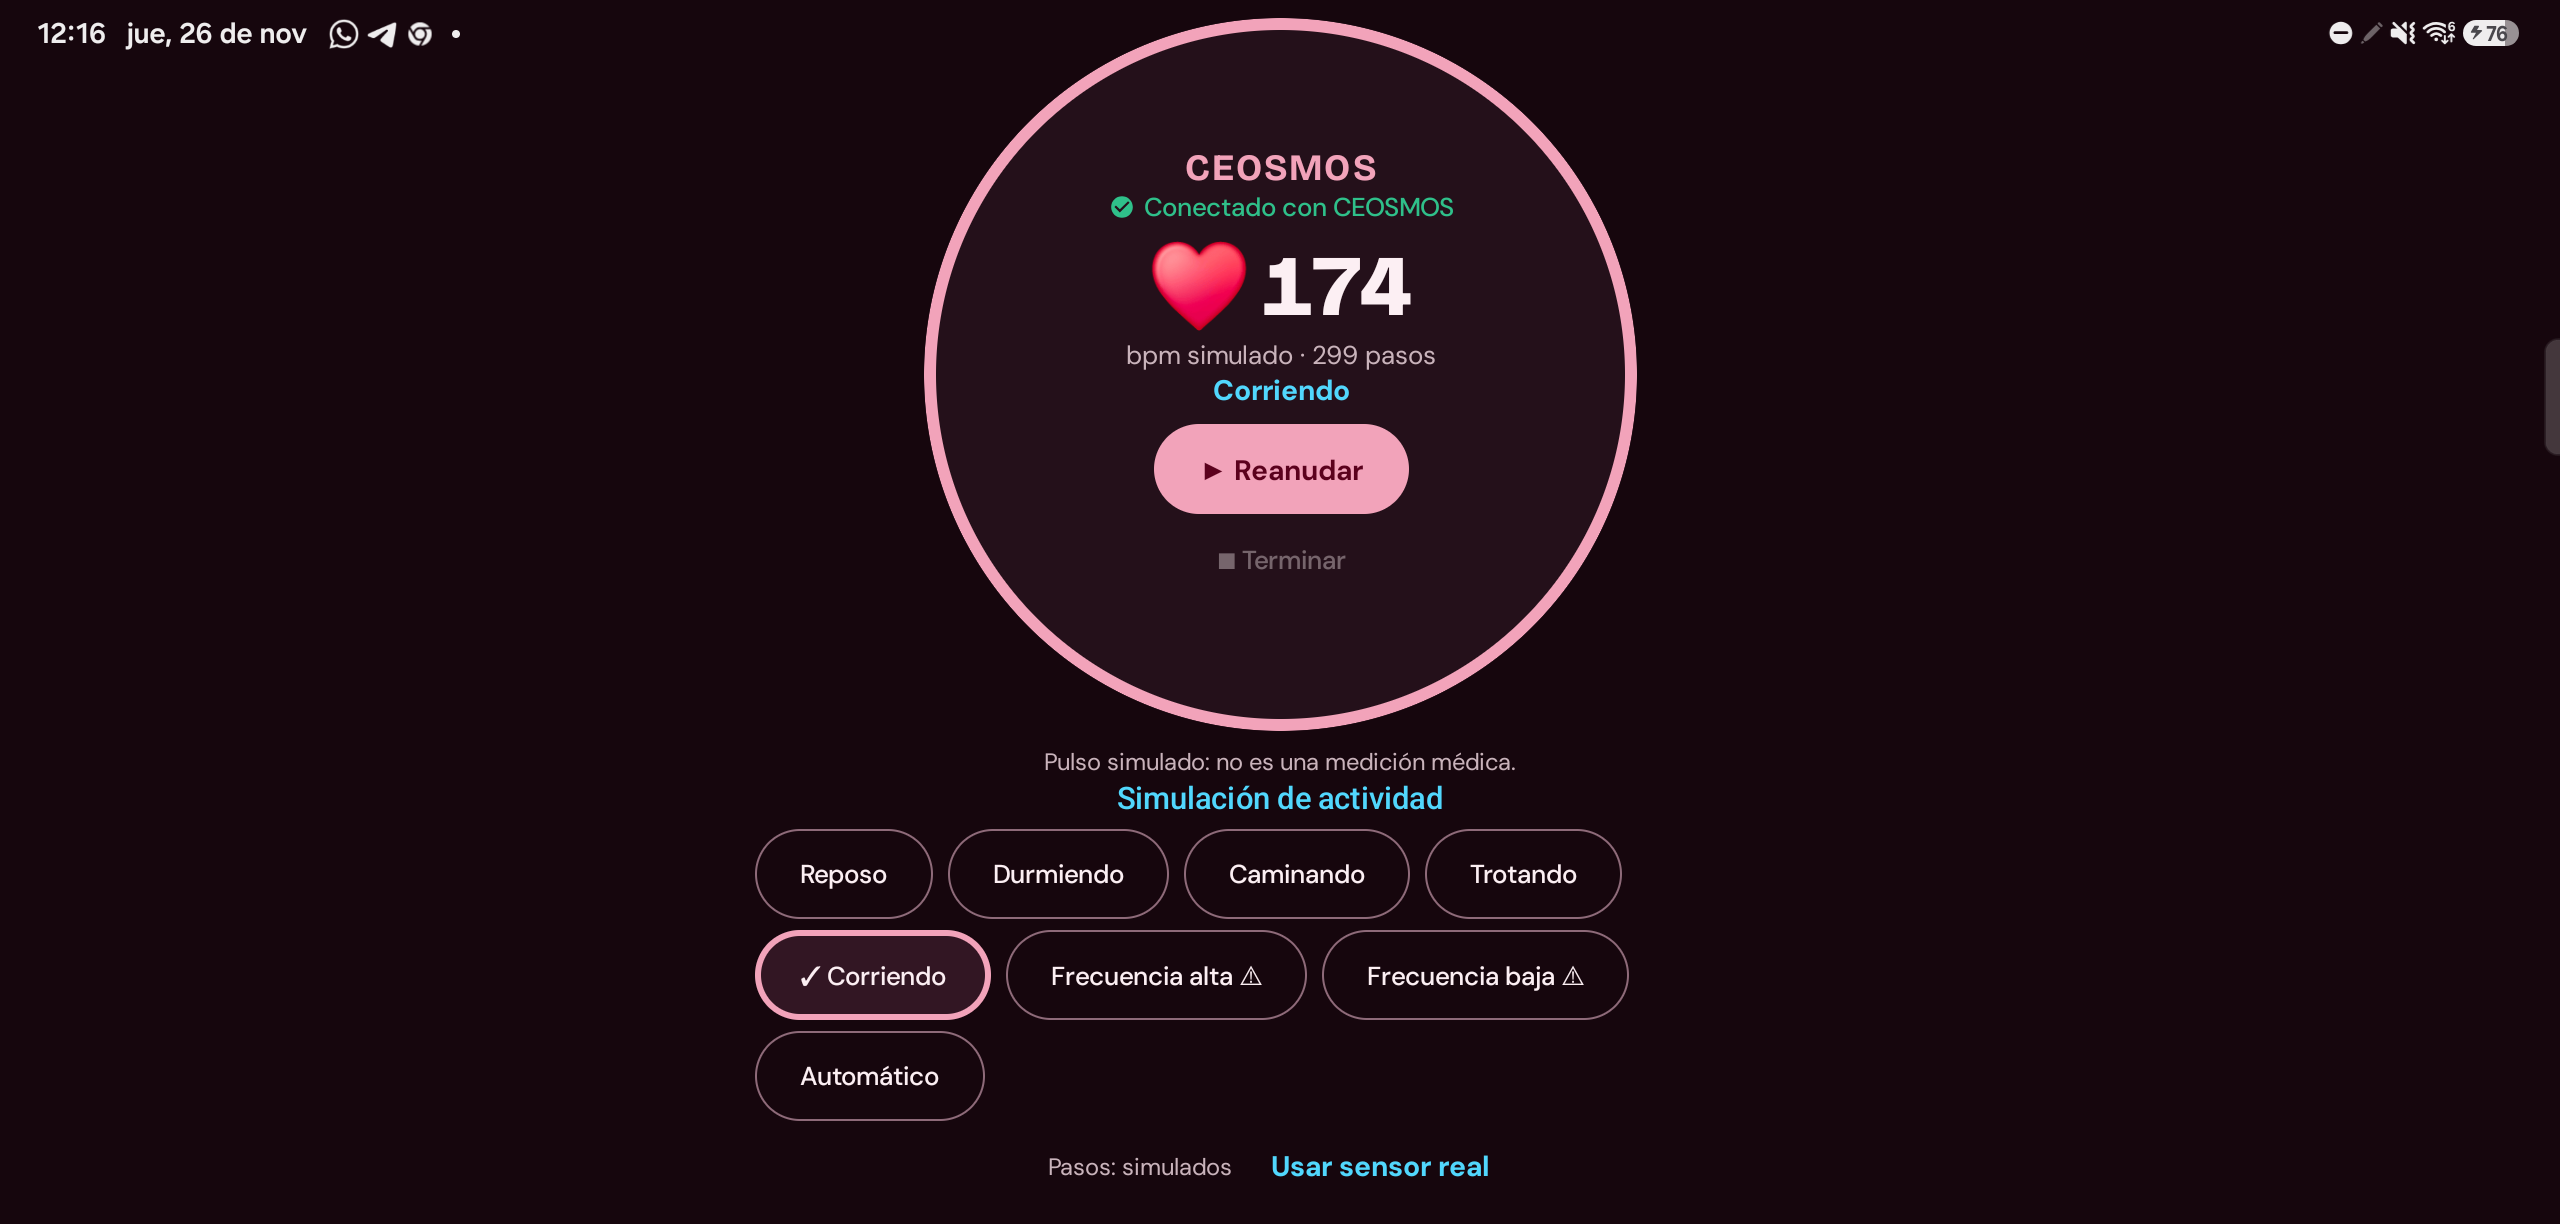 12:16 jue, 26 de nov
6 76
CEOSMOS
Conectado con CEOSMOS
174
bpm simulado · 299 pasos
Corriendo
► Reanudar
■ Terminar
Pulso simulado: no es una medición médica.
Simulación de actividad
Reposo Durmiendo Caminando Trotando
✓ Corriendo Frecuencia alta ⚠ Frecuencia baja ⚠
Automático
Pasos: simulados Usar sensor real